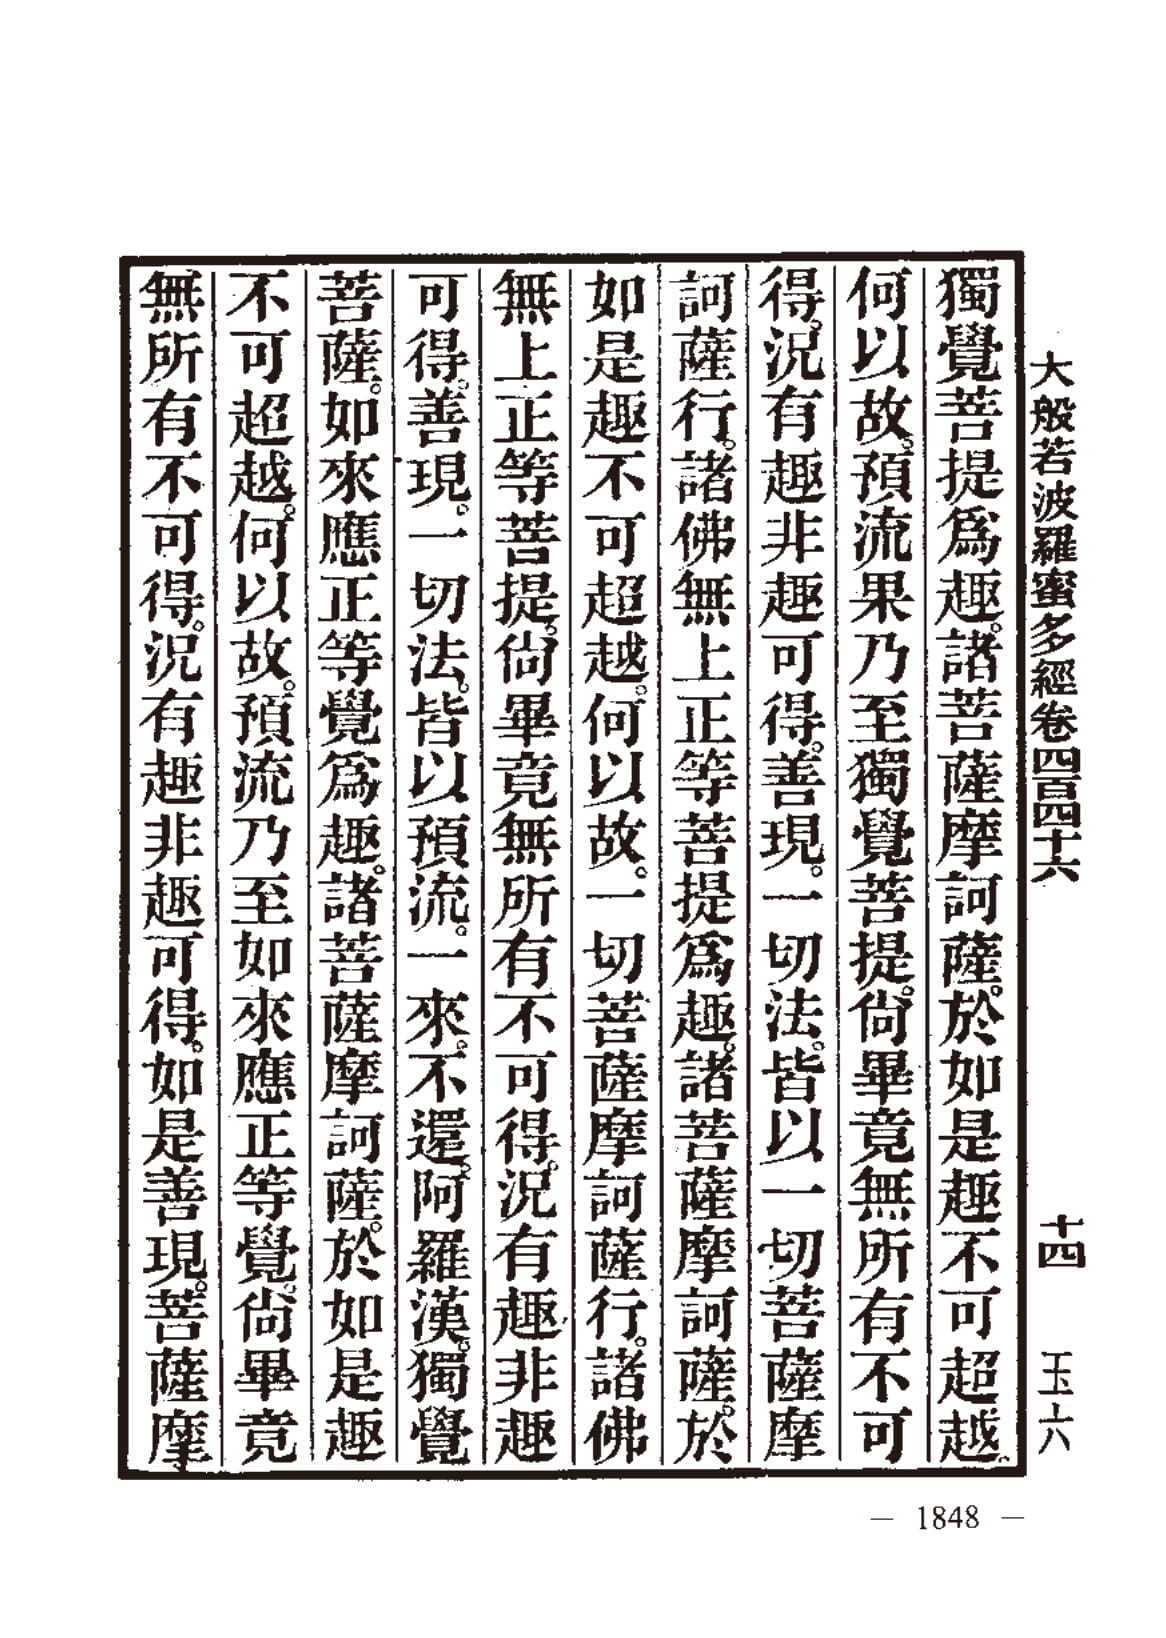 大般若波羅蜜多經卷四百四十六　十四　玉六
獨覺菩提爲趣。諸菩薩摩訶薩。於如是趣不可超越。
何以故。預流果乃至獨覺菩提。尙畢竟無所有不可
得。況有趣非趣可得。善現。一切法。皆以一切菩薩摩
訶薩行。諸佛無上正等菩提爲趣。諸菩薩摩訶薩。於
如是趣不可超越。何以故。一切菩薩摩訶薩行。諸佛
無上正等菩提。尙畢竟無所有不可得。況有趣非趣
可得。善現。一切法。皆以預流。一來。不還。阿羅漢。獨覺
菩薩。如來應正等覺爲趣。諸菩薩摩訶薩。於如是趣
不可超越。何以故。預流乃至如來應正等覺。尙畢竟
無所有不可得。況有趣非趣可得。如是善現。菩薩摩
— 1848 —